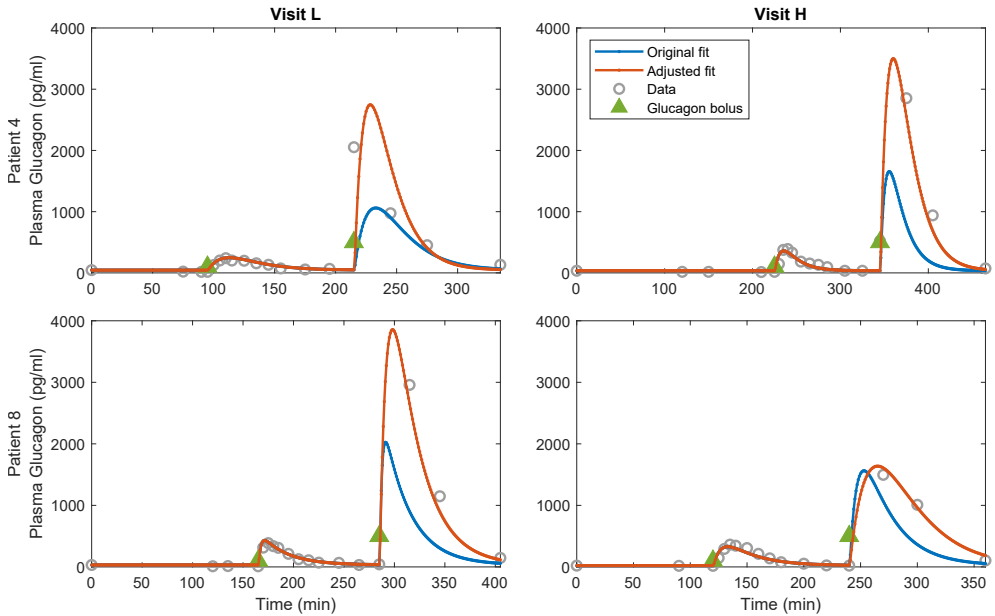 Visit L
Visit H
Patient 4
Plasma Glucagon (pg/ml)
4000
3000
2000
1000
0
0 50 100 150 200 250 300
4000
3000
2000
1000
0
0 100 200 300 400
Original fit
Adjusted fit
Data
Glucagon bolus
Patient 8
Plasma Glucagon (pg/ml)
4000
3000
2000
1000
0
0 50 100 150 200 250 300 350 400
Time (min)
4000
3000
2000
1000
0
0 50 100 150 200 250 300 350
Time (min)